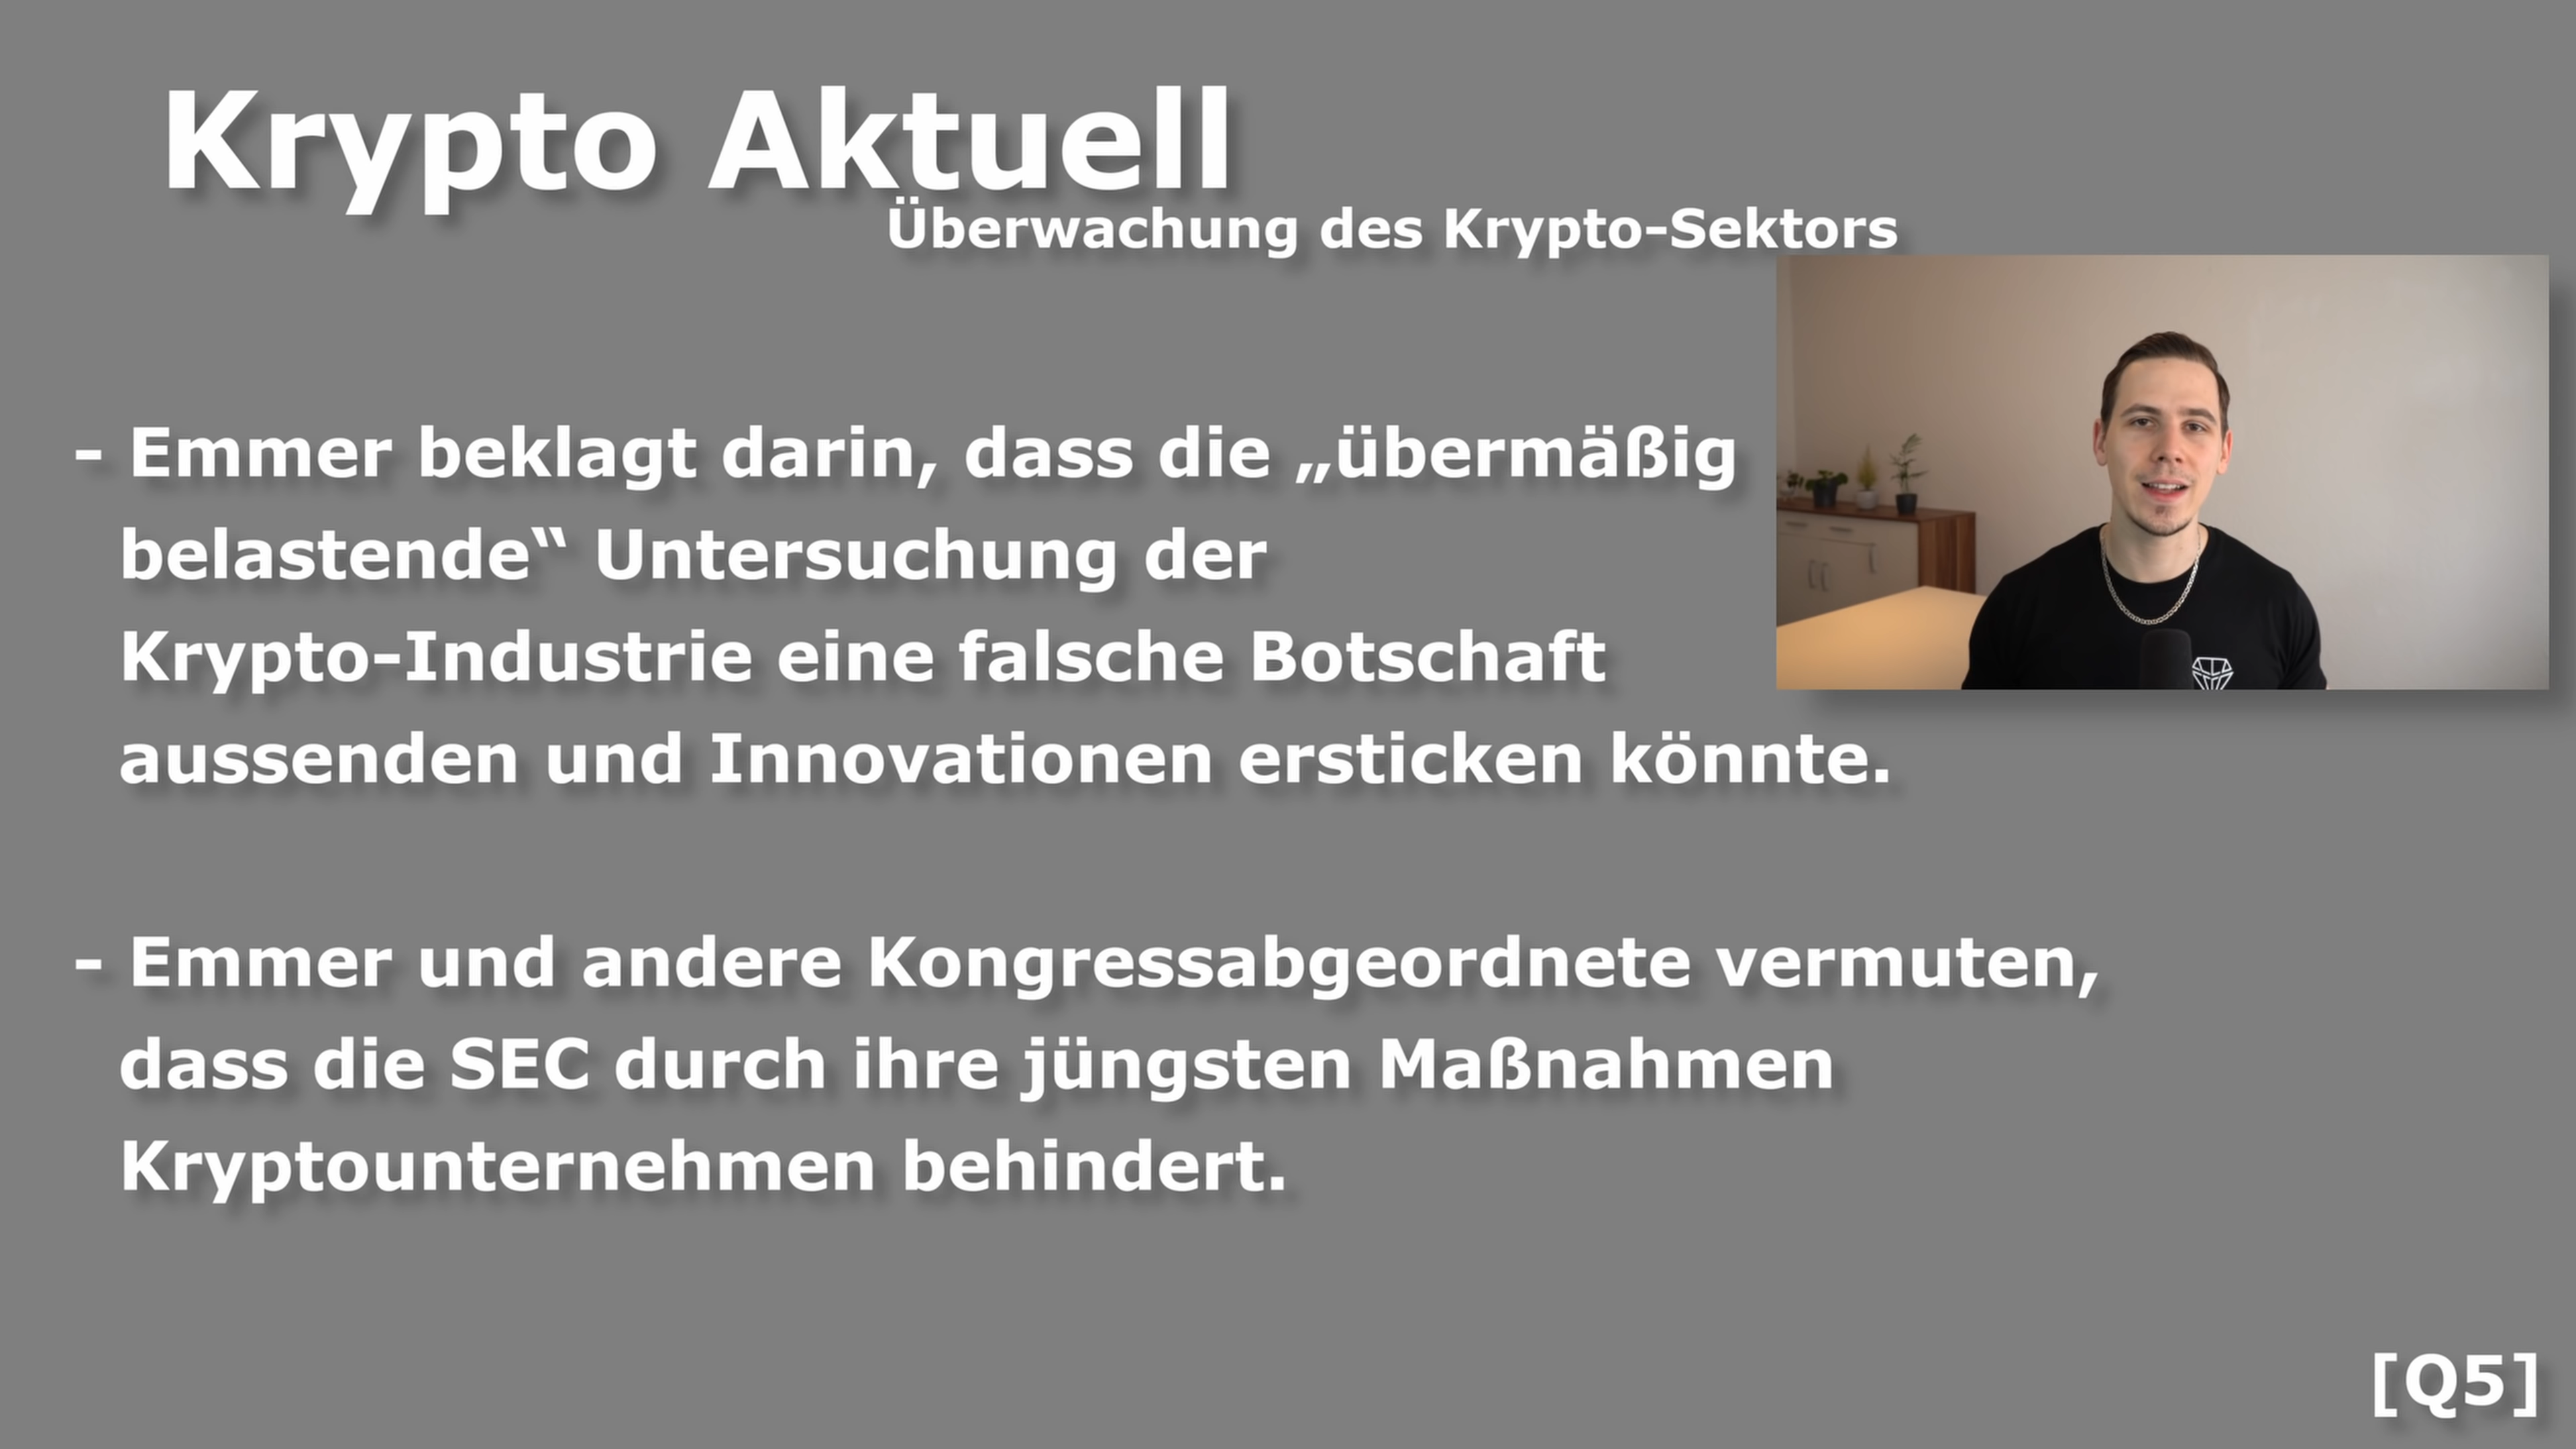 Krypto Aktuell
Überwachung des Krypto-Sektors
- Emmer beklagt darin, dass die „übermäßig
belastende“ Untersuchung der
Krypto-Industrie eine falsche Botschaft
aussenden und Innovationen ersticken könnte.
- Emmer und andere Kongressabgeordnete vermuten,
dass die SEC durch ihre jüngsten Maßnahmen
Kryptounternehmen behindert.
[Q5]